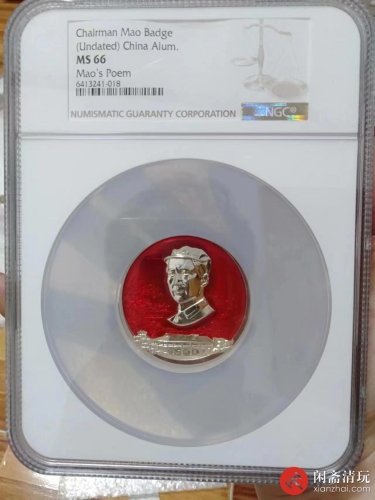 Chairman Mao Badge
(Undated) China Alum.
MS 66
Mao's Poem
6413241-018
NUMISMATIC GUARANTY CORPORATION
NGC®
闲斋清玩
xianzhai.com